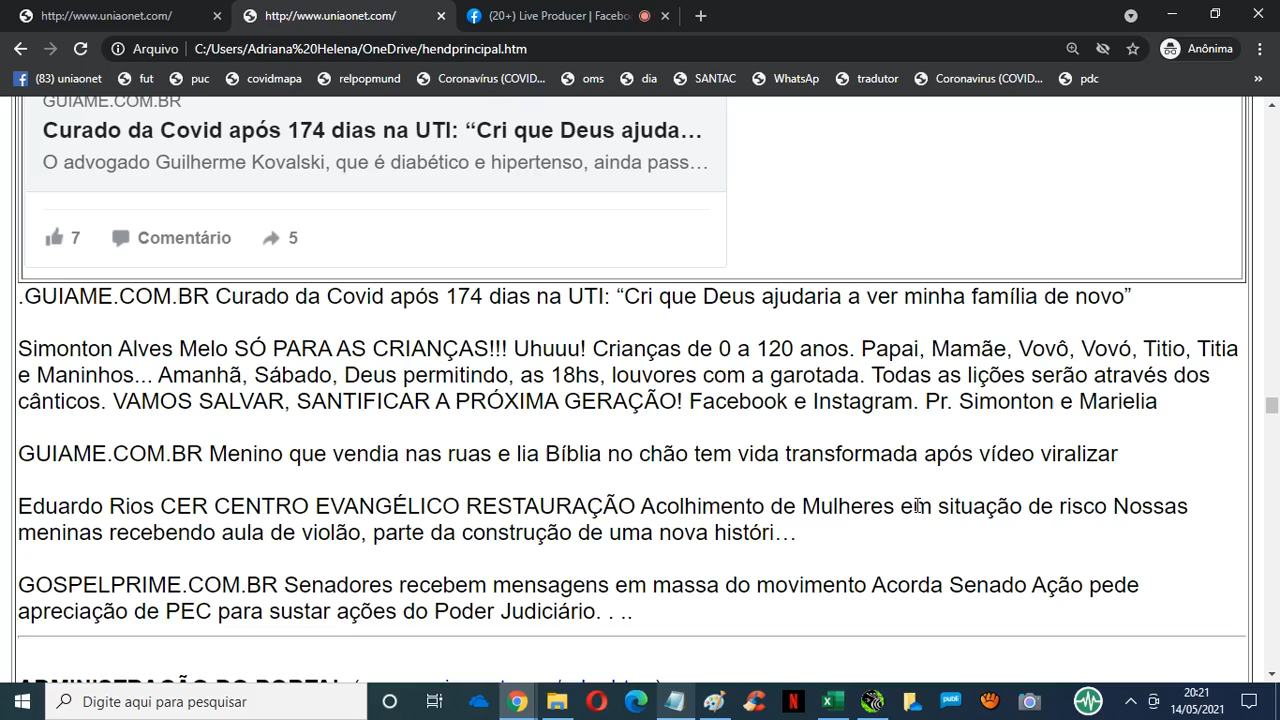 http://www.uniaonet.com/
http://www.uniaonet.com/
(20+) Live Producer | Facebo
Arquivo C:/Users/Adriana%20Helena/OneDrive/hendprincipal.htm
Anônima
(83) uniaonet fut puc covidmapa relpopmund Coronavírus (COVID... oms dia SANTAC WhatsApp tradutor Coronavirus (COVID... pdc »
GUIAME.COM.BR
Curado da Covid após 174 dias na UTI: “Cri que Deus ajuda…
O advogado Guilherme Kovalski, que é diabético e hipertenso, ainda pass…
7 Comentário 5
.GUIAME.COM.BR Curado da Covid após 174 dias na UTI: “Cri que Deus ajudaria a ver minha família de novo”
Simonton Alves Melo SÓ PARA AS CRIANÇAS!!! Uhuuu! Crianças de 0 a 120 anos. Papai, Mamãe, Vovô, Vovó, Titio, Titia
e Maninhos... Amanhã, Sábado, Deus permitindo, as 18hs, louvores com a garotada. Todas as lições serão através dos
cânticos. VAMOS SALVAR, SANTIFICAR A PRÓXIMA GERAÇÃO! Facebook e Instagram. Pr. Simonton e Marielia
GUIAME.COM.BR Menino que vendia nas ruas e lia Bíblia no chão tem vida transformada após vídeo viralizar
Eduardo Rios CER CENTRO EVANGÉLICO RESTAURAÇÃO Acolhimento de Mulheres em situação de risco Nossas
meninas recebendo aula de violão, parte da construção de uma nova históri…
GOSPELPRIME.COM.BR Senadores recebem mensagens em massa do movimento Acorda Senado Ação pede
apreciação de PEC para sustar ações do Poder Judiciário. . ..
Digite aqui para pesquisar
publi
20:21
14/05/2021